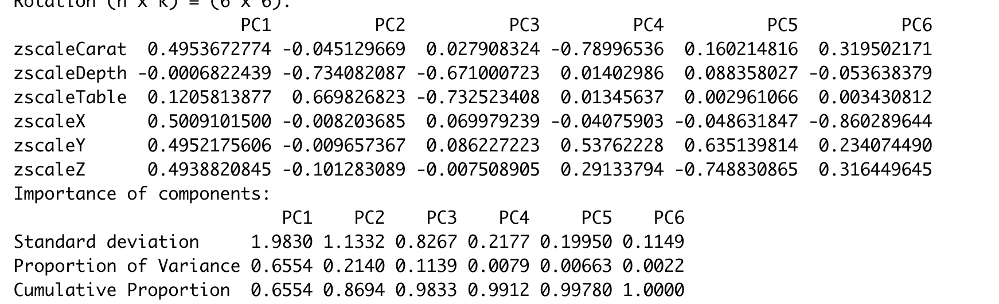 Rotation (n x k) = (6 x 6):
PC1 PC2 PC3 PC4 PC5 PC6
zscaleCarat 0.4953672774 -0.045129669 0.027908324 -0.78996536 0.160214816 0.319502171
zscaleDepth -0.0006822439 -0.734082087 -0.671000723 0.01402986 0.088358027 -0.053638379
zscaleTable 0.1205813877 0.669826823 -0.732523408 0.01345637 0.002961066 0.003430812
zscaleX 0.5009101500 -0.008203685 0.069979239 -0.04075903 -0.048631847 -0.860289644
zscaleY 0.4952175606 -0.009657367 0.086227223 0.53762228 0.635139814 0.234074490
zscaleZ 0.4938820845 -0.101283089 -0.007508905 0.29133794 -0.748830865 0.316449645
Importance of components:
PC1 PC2 PC3 PC4 PC5 PC6
Standard deviation 1.9830 1.1332 0.8267 0.2177 0.19950 0.1149
Proportion of Variance 0.6554 0.2140 0.1139 0.0079 0.00663 0.0022
Cumulative Proportion 0.6554 0.8694 0.9833 0.9912 0.99780 1.0000